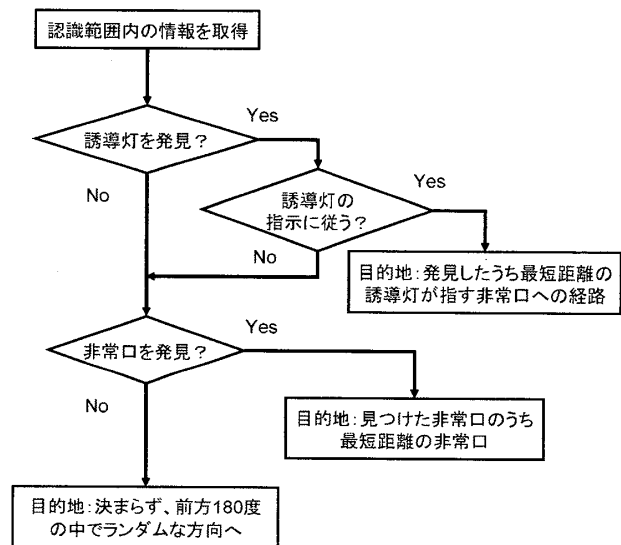 認識範囲内の情報を取得
Yes
誘導灯を発見？
No
Yes
誘導灯の
指示に従う？
No
目的地：発見したうち最短距離の
誘導灯が指す非常口への経路
Yes
非常口を発見？
No
目的地：見つけた非常口のうち
最短距離の非常口
目的地：決まらず、前方180度
の中でランダムな方向へ